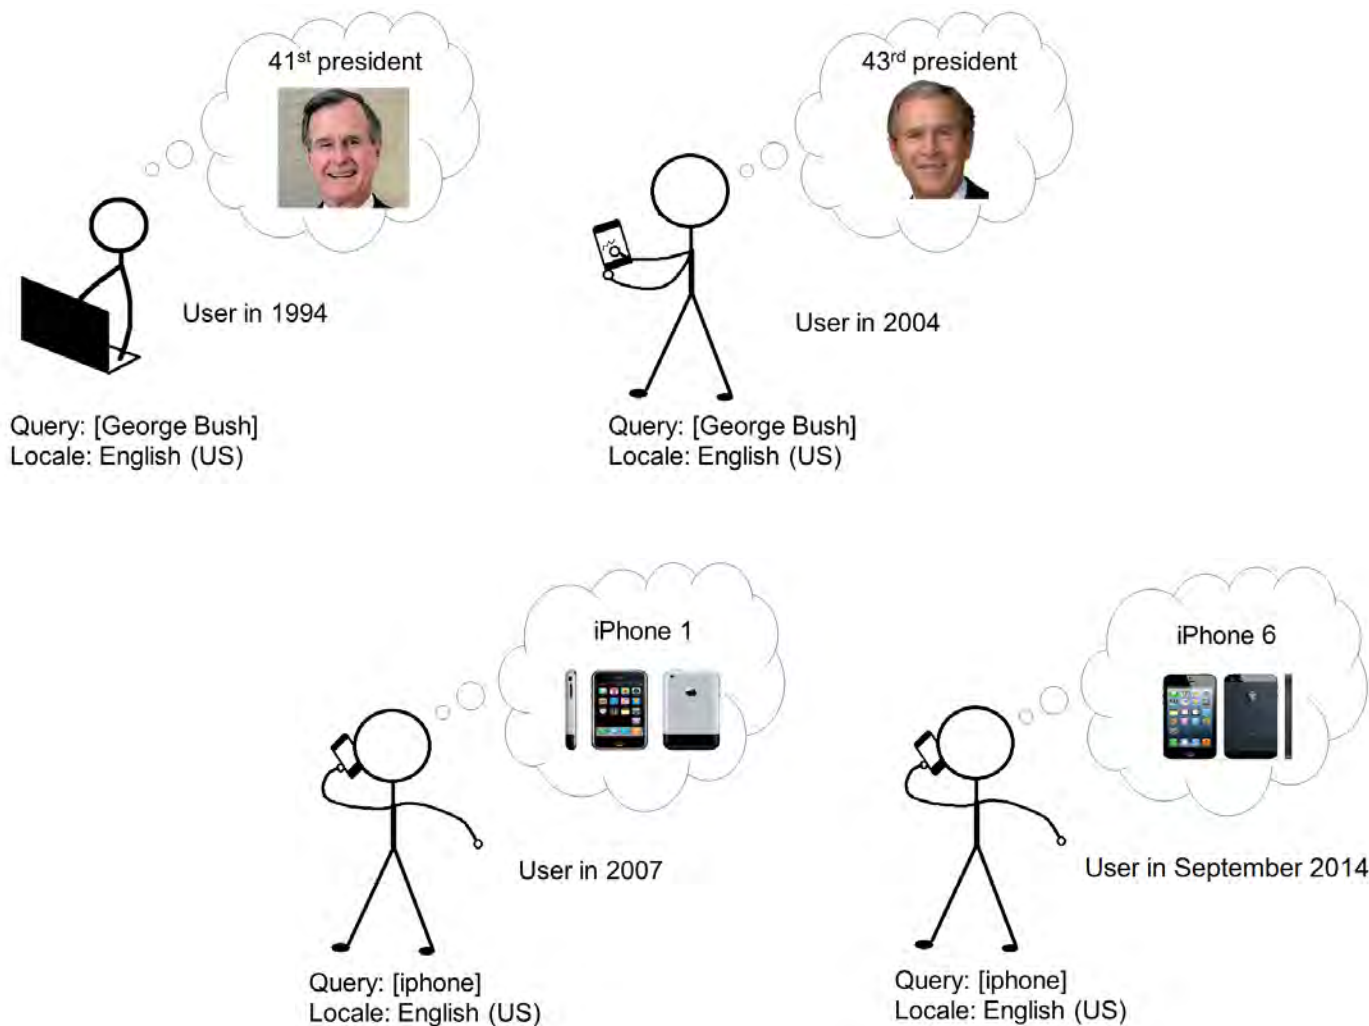 41st president
43rd president
User in 1994
User in 2004
Query: [George Bush]
Locale: English (US)
Query: [George Bush]
Locale: English (US)
iPhone 1
iPhone 6
User in 2007
User in September 2014
Query: [iphone]
Locale: English (US)
Query: [iphone]
Locale: English (US)